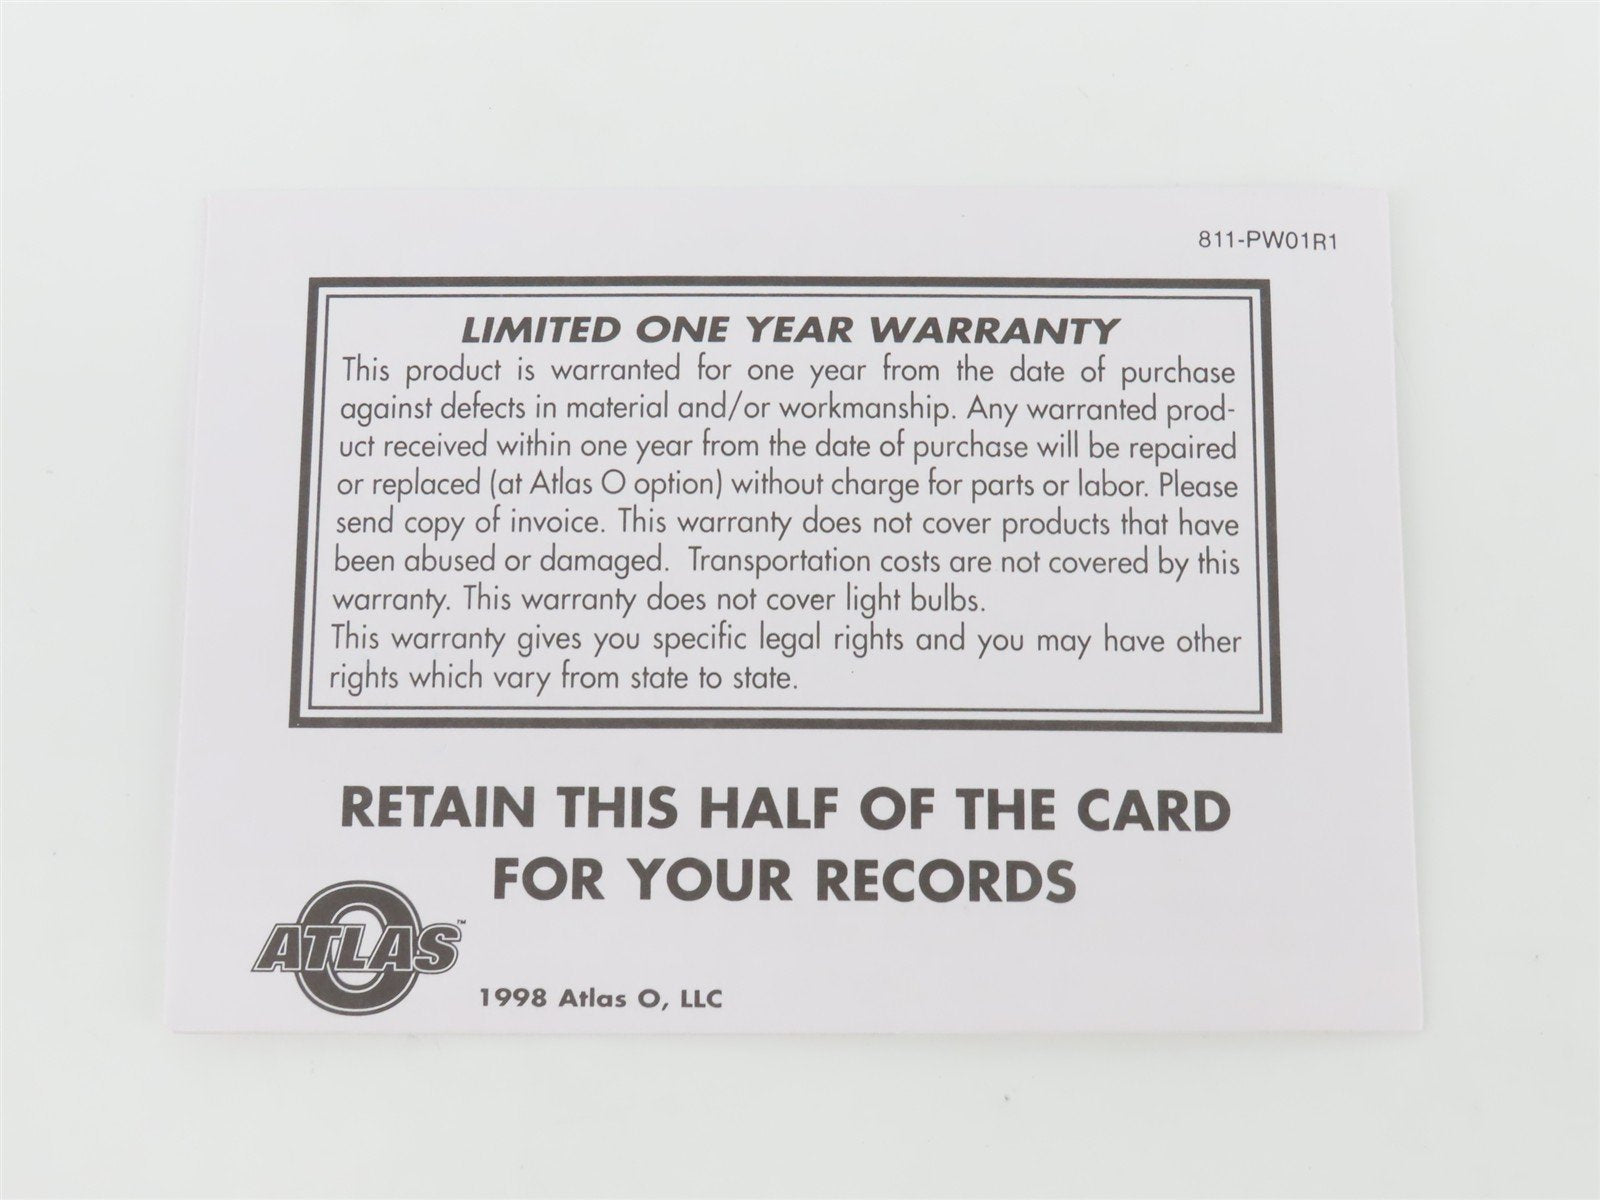 811-PW01R1
LIMITED ONE YEAR WARRANTY
This product is warranted for one year from the date of purchase
against defects in material and/or workmanship. Any warranted prod-
uct received within one year from the date of purchase will be repaired
or replaced (at Atlas O option) without charge for parts or labor. Please
send copy of invoice. This warranty does not cover products that have
been abused or damaged. Transportation costs are not covered by this
warranty. This warranty does not cover light bulbs.
This warranty gives you specific legal rights and you may have other
rights which vary from state to state.
RETAIN THIS HALF OF THE CARD
FOR YOUR RECORDS
ATLAS O™
1998 Atlas O, LLC